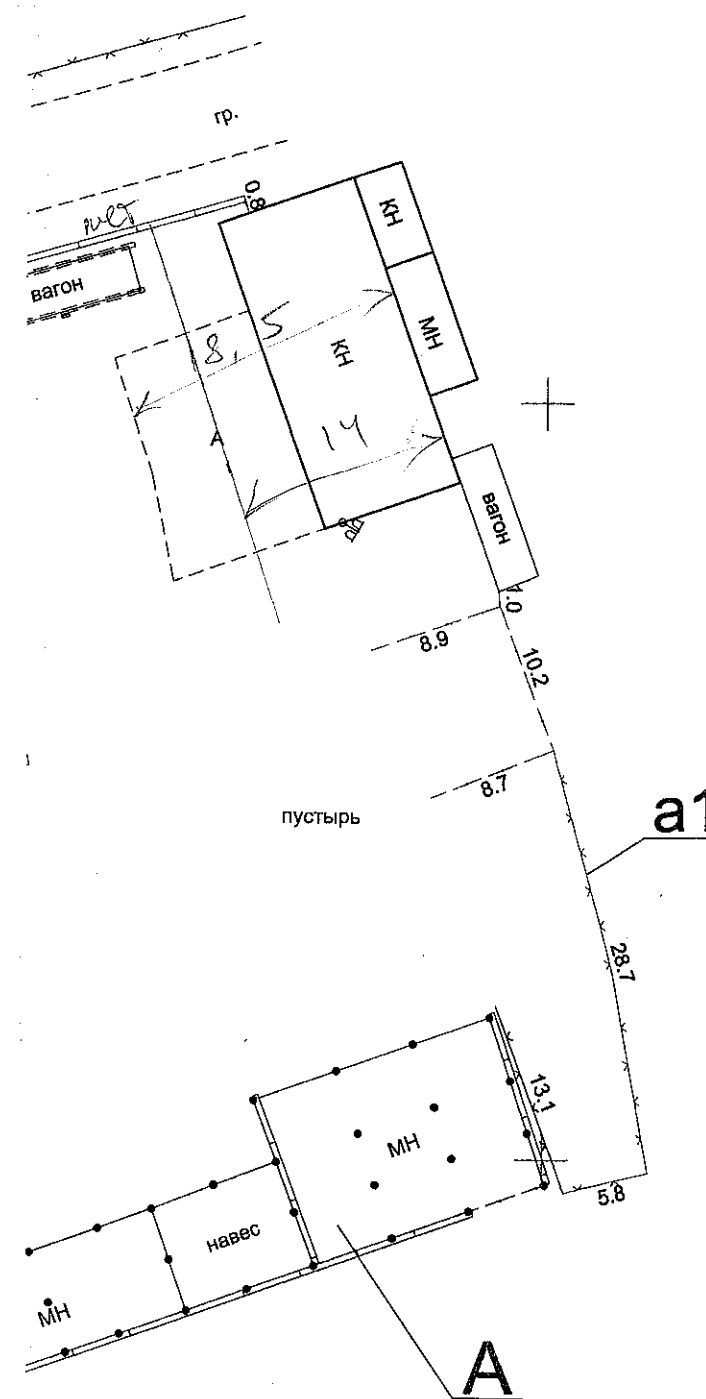 гр.
0.8
мет
вагон
КН
МН
КН
8,5
14
А
вагон
1.0
8.9
10.2
8.7
пустырь
а1
28.7
13.1
МН
5.8
навес
МН
А